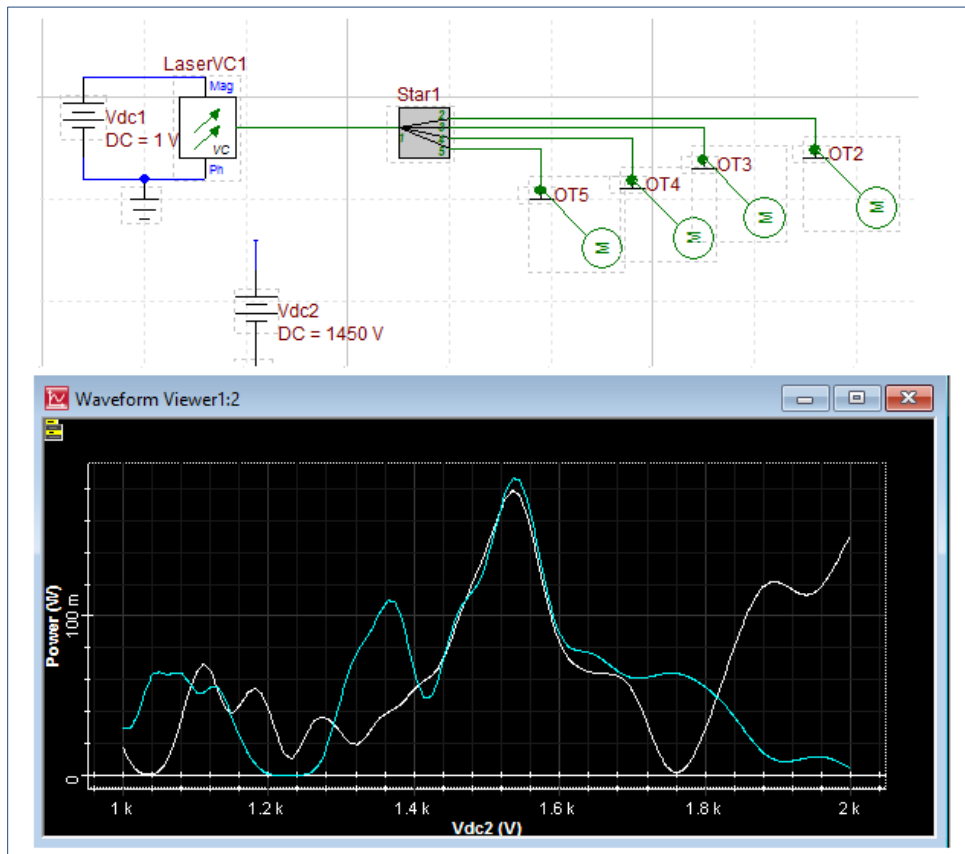 LaserVC1
Mag
Vdc1
DC = 1 V
VC
Ph
Star1
1
2
3
4
5
OT2
OT3
OT4
OT5
M
M
M
M
Vdc2
DC = 1450 V
Waveform Viewer1:2
Power (W)
100 m
0
1 k
1.2 k
1.4 k
1.6 k
1.8 k
2 k
Vdc2 (V)